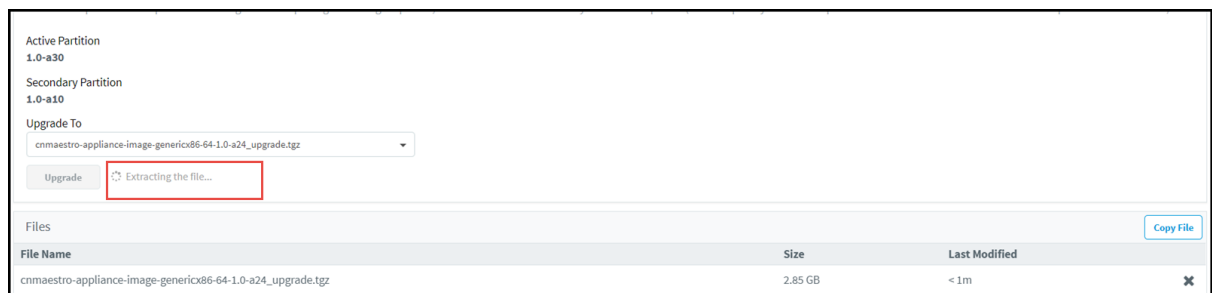 Active Partition
1.0-a30
Secondary Partition
1.0-a10
Upgrade To
cnmaestro-appliance-image-genericx86-64-1.0-a24_upgrade.tgz
Upgrade Extracting the file...
Files Copy File
File Name Size Last Modified
cnmaestro-appliance-image-genericx86-64-1.0-a24_upgrade.tgz 2.85 GB < 1m